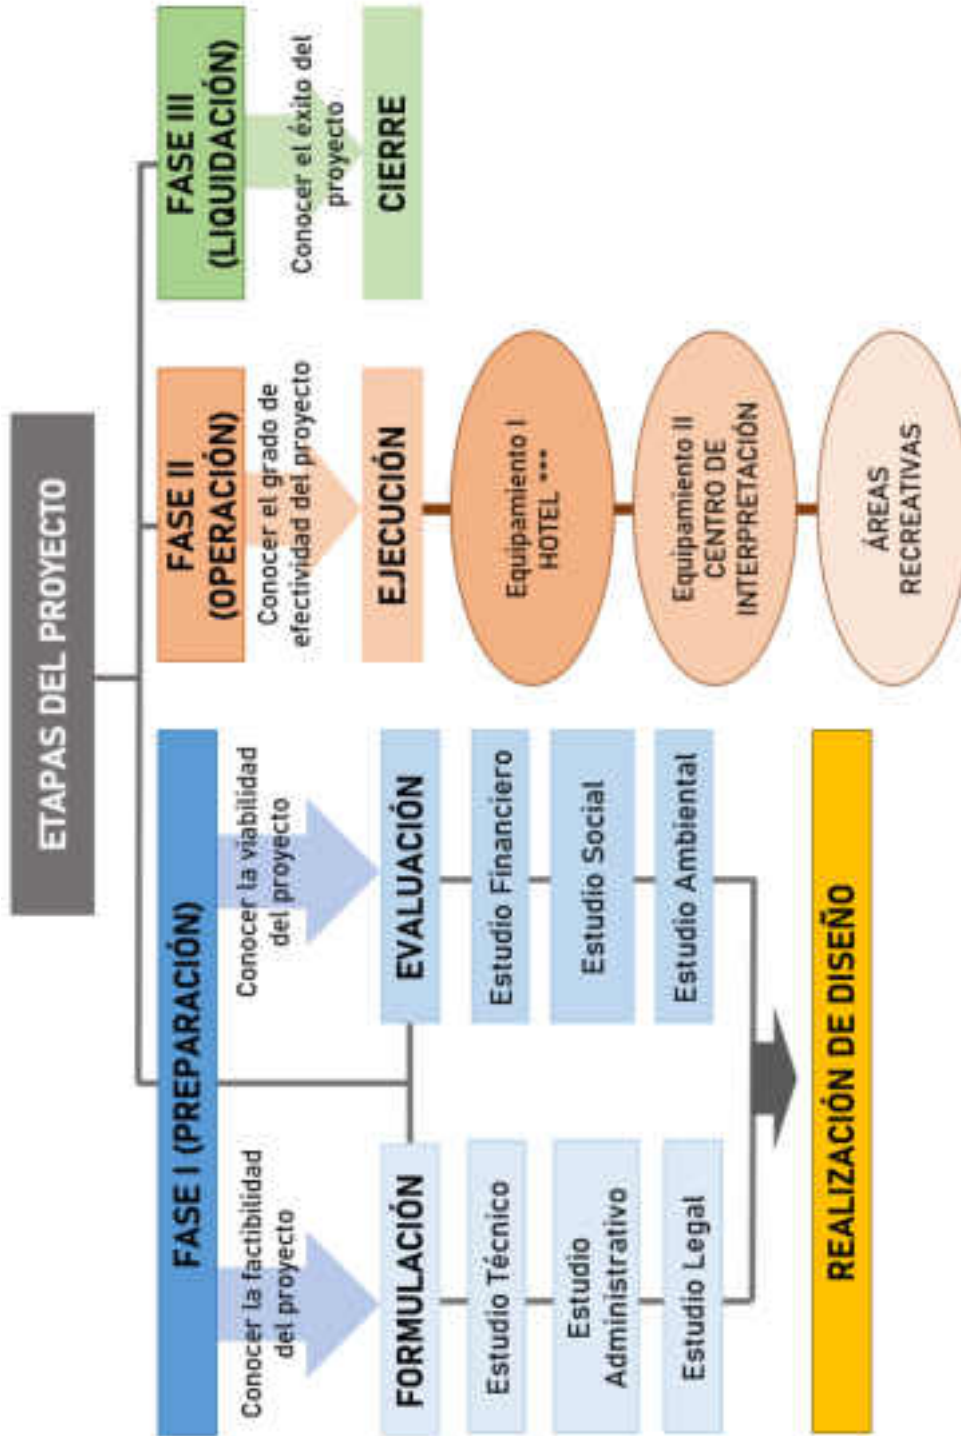 ETAPAS DEL PROYECTO
FASE I (PREPARACIÓN)
Conocer la factibilidad
del proyecto
Conocer la viabilidad
del proyecto
FORMULACIÓN
Estudio Técnico
Estudio
Administrativo
Estudio Legal
EVALUACIÓN
Estudio Financiero
Estudio Social
Estudio Ambiental
REALIZACIÓN DE DISEÑO
FASE II
(OPERACIÓN)
Conocer el grado de
efectividad del proyecto
EJECUCIÓN
Equipamiento I
HOTEL ***
Equipamiento II
CENTRO DE
INTERPRETACIÓN
ÁREAS
RECREATIVAS
FASE III
(LIQUIDACIÓN)
Conocer el éxito del
proyecto
CIERRE